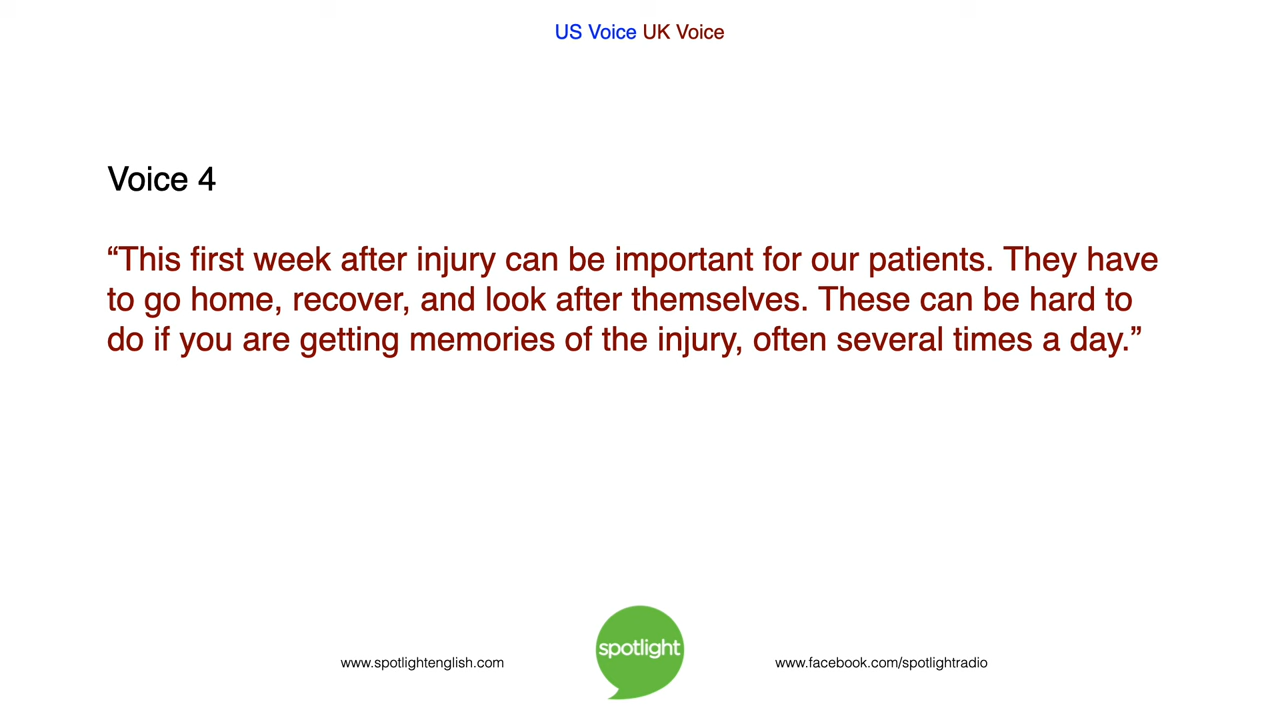 US Voice UK Voice
Voice 4
“This first week after injury can be important for our patients. They have
to go home, recover, and look after themselves. These can be hard to
do if you are getting memories of the injury, often several times a day.”
spotlight
www.spotlightenglish.com
www.facebook.com/spotlightradio